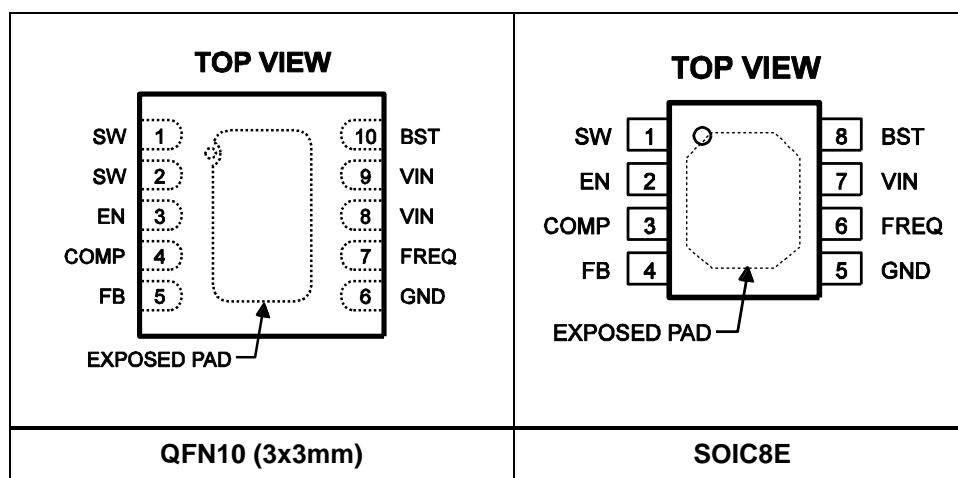 TOP VIEW
SW 1 10 BST
SW 2 9 VIN
EN 3 8 VIN
COMP 4 7 FREQ
FB 5 6 GND
EXPOSED PAD
QFN10 (3x3mm)
TOP VIEW
SW 1 8 BST
EN 2 7 VIN
COMP 3 6 FREQ
FB 4 5 GND
EXPOSED PAD
SOIC8E